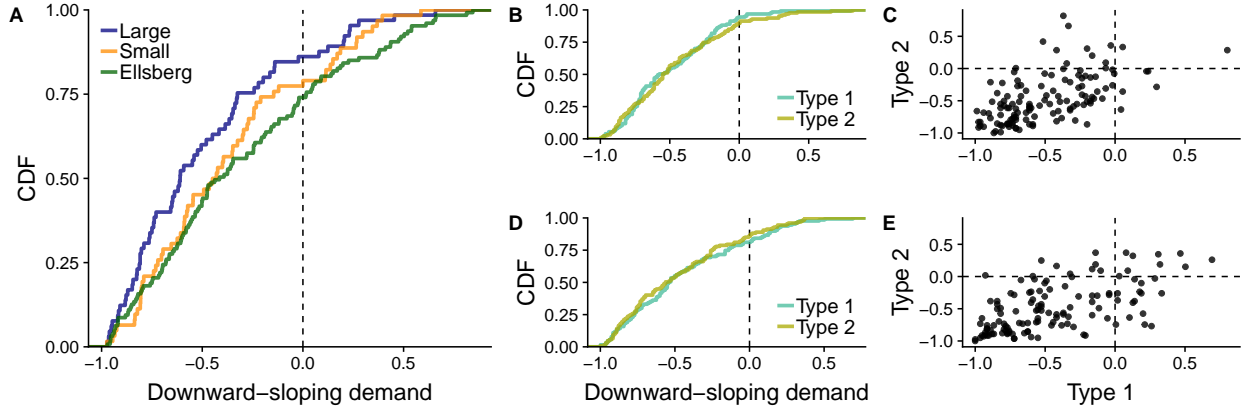 A
CDF
1.00
0.75
0.50
0.25
0.00
Large
Small
Ellsberg
−1.0 −0.5 0.0 0.5
Downward−sloping demand
B
CDF
1.00
0.75
0.50
0.25
0.00
Type 1
Type 2
−1.0 −0.5 0.0 0.5
C
Type 2
0.5
0.0
−0.5
−1.0
−1.0 −0.5 0.0 0.5
D
CDF
1.00
0.75
0.50
0.25
0.00
Type 1
Type 2
−1.0 −0.5 0.0 0.5
Downward−sloping demand
E
Type 2
0.5
0.0
−0.5
−1.0
−1.0 −0.5 0.0 0.5
Type 1